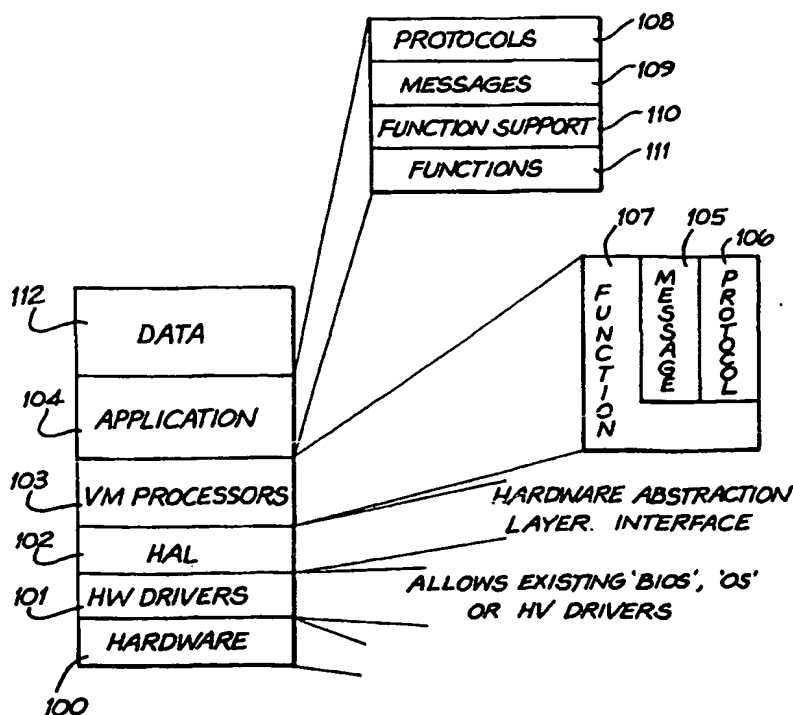 PROTOCOLS
108
MESSAGES
109
FUNCTION SUPPORT
110
FUNCTIONS
111
107
105
106
FUNCTION
MESSAGE
PROTOCOL
112
DATA
104
APPLICATION
103
VM PROCESSORS
102
HAL
101
HW DRIVERS
HARDWARE
100
HARDWARE ABSTRACTION
LAYER. INTERFACE
ALLOWS EXISTING 'BIOS', 'OS'
OR HV DRIVERS